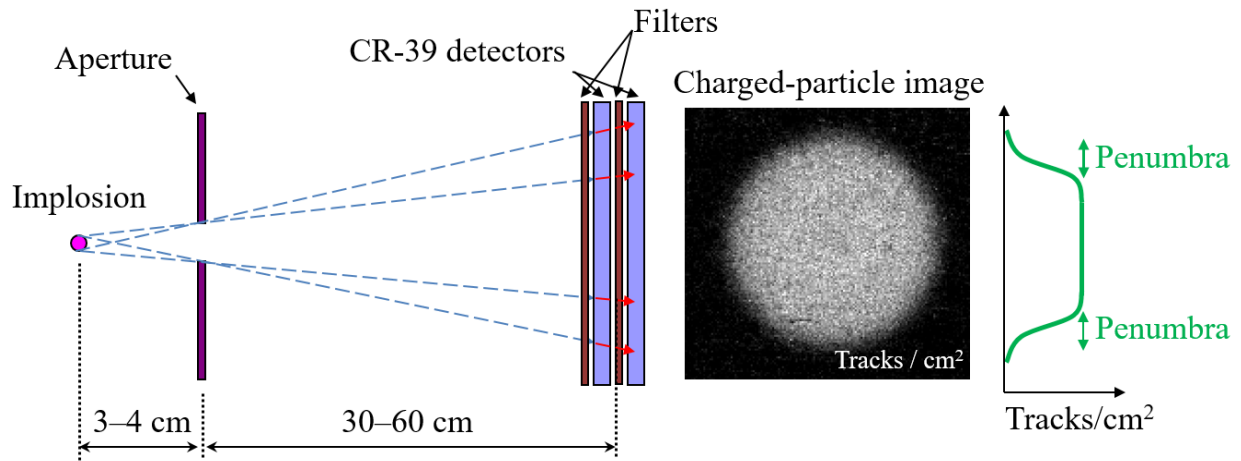 Filters
CR-39 detectors
Aperture
Charged-particle image
Penumbra
Implosion
Penumbra
Tracks / cm²
Tracks/cm²
3–4 cm
30–60 cm